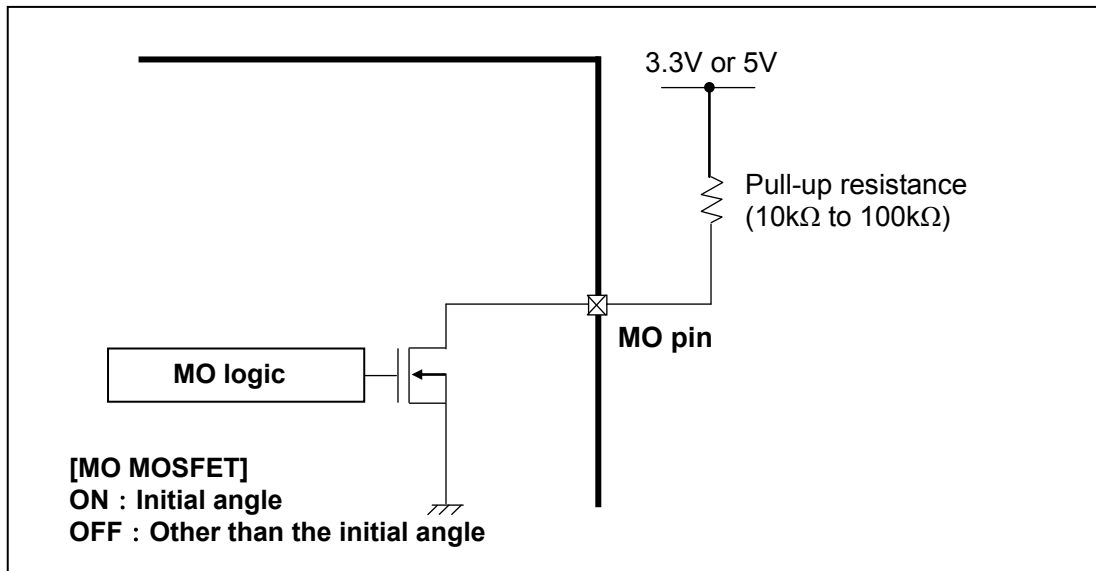 3.3V or 5V
Pull-up resistance
(10kΩ to 100kΩ)
MO pin
MO logic
[MO MOSFET]
ON : Initial angle
OFF : Other than the initial angle